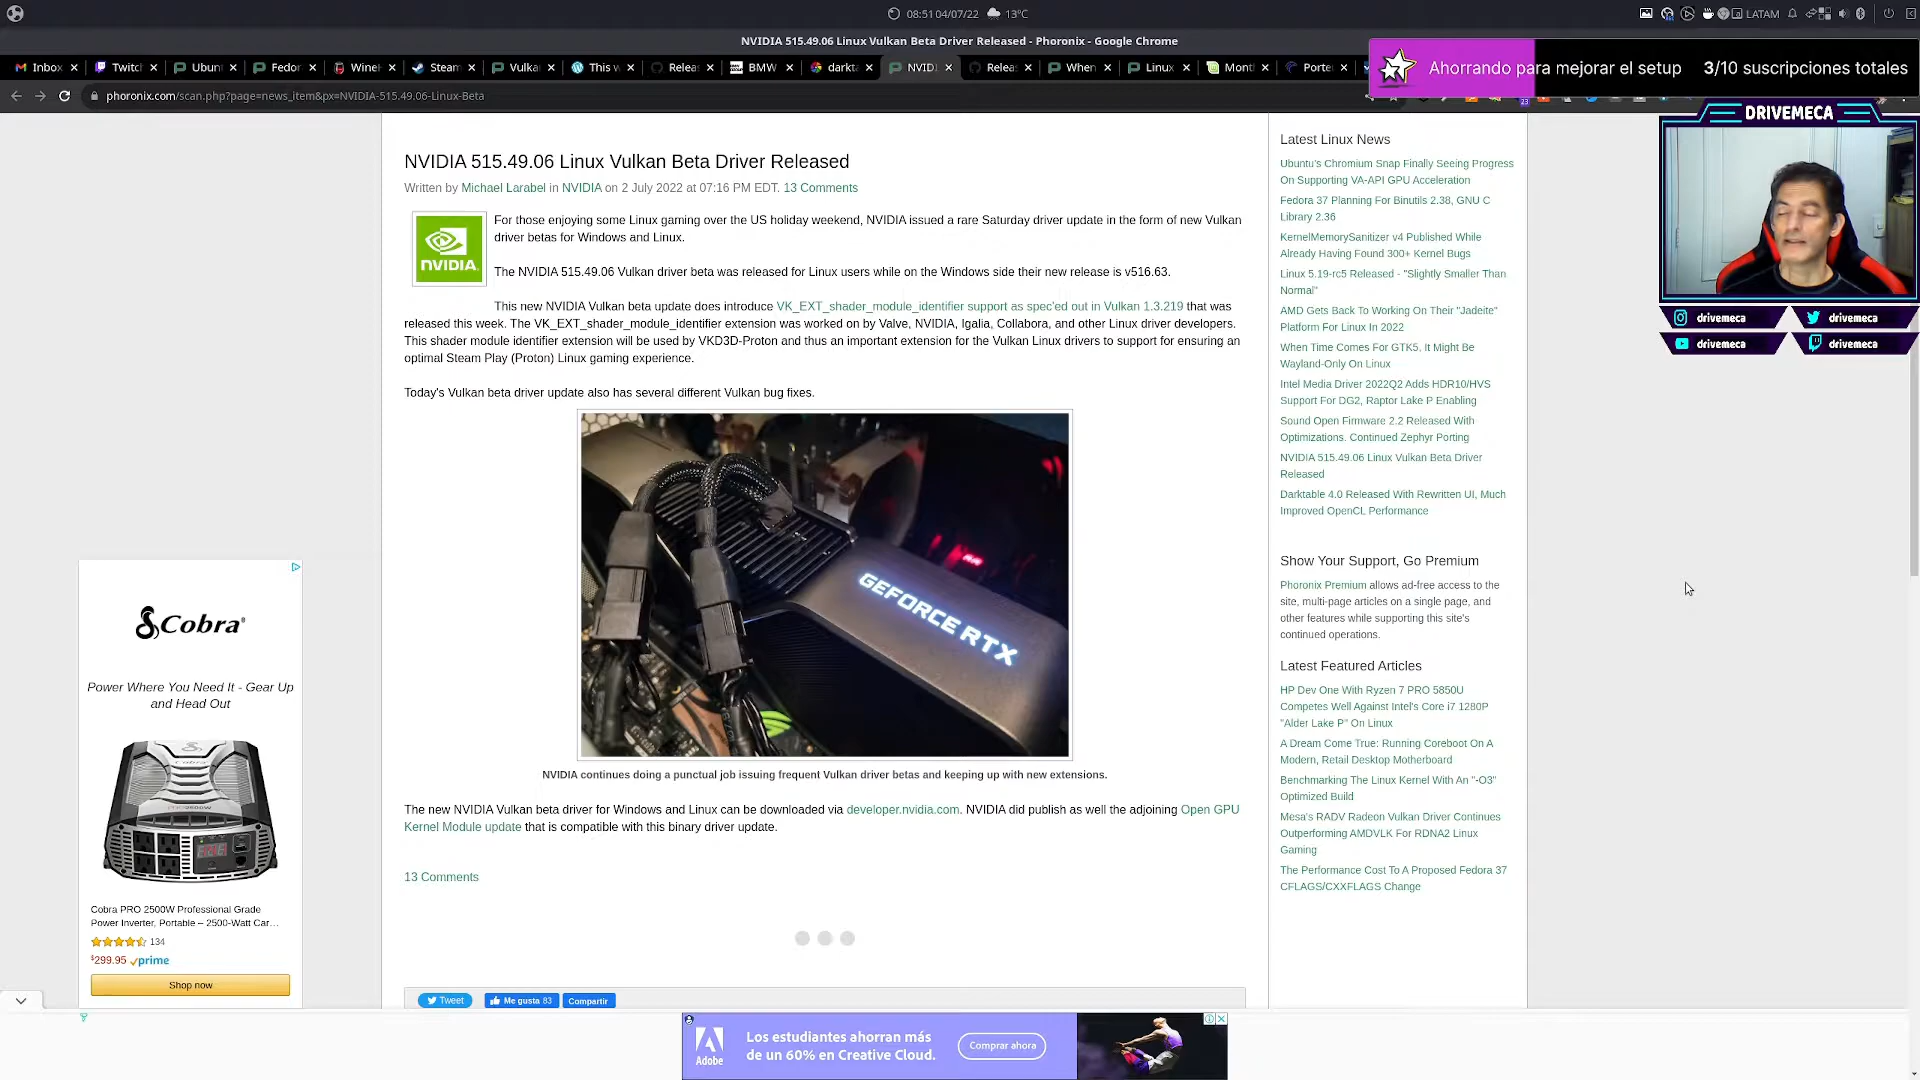 08:51 04/07/22
13°C
LATAM
NVIDIA 515.49.06 Linux Vulkan Beta Driver Released - Phoronix - Google Chrome
Inbox
Twitch
Ubun
Fedor
WineH
Steam
Vulka
This w
Releas
BMW
darkta
NVIDI
Releas
When
Linux
Month
Porte
Ahorrando para mejorar el setup
3/10 suscripciones totales
phoronix.com/scan.php?page=news_item&px=NVIDIA-515.49.06-Linux-Beta
23
DRIVEMECA
drivemeca
drivemeca
drivemeca
drivemeca
NVIDIA 515.49.06 Linux Vulkan Beta Driver Released
Written by Michael Larabel in NVIDIA on 2 July 2022 at 07:16 PM EDT. 13 Comments
NVIDIA.
For those enjoying some Linux gaming over the US holiday weekend, NVIDIA issued a rare Saturday driver update in the form of new Vulkan
driver betas for Windows and Linux.
The NVIDIA 515.49.06 Vulkan driver beta was released for Linux users while on the Windows side their new release is v516.63.
This new NVIDIA Vulkan beta update does introduce VK_EXT_shader_module_identifier support as spec'ed out in Vulkan 1.3.219 that was
released this week. The VK_EXT_shader_module_identifier extension was worked on by Valve, NVIDIA, Igalia, Collabora, and other Linux driver developers.
This shader module identifier extension will be used by VKD3D-Proton and thus an important extension for the Vulkan Linux drivers to support for ensuring an
optimal Steam Play (Proton) Linux gaming experience.
Today's Vulkan beta driver update also has several different Vulkan bug fixes.
GEFORCE RTX
NVIDIA continues doing a punctual job issuing frequent Vulkan driver betas and keeping up with new extensions.
The new NVIDIA Vulkan beta driver for Windows and Linux can be downloaded via developer.nvidia.com. NVIDIA did publish as well the adjoining Open GPU
Kernel Module update that is compatible with this binary driver update.
13 Comments
Tweet
Me gusta 83
Compartir
Latest Linux News
Ubuntu's Chromium Snap Finally Seeing Progress
On Supporting VA-API GPU Acceleration
Fedora 37 Planning For Binutils 2.38, GNU C
Library 2.36
KernelMemorySanitizer v4 Published While
Already Having Found 300+ Kernel Bugs
Linux 5.19-rc5 Released - "Slightly Smaller Than
Normal"
AMD Gets Back To Working On Their "Jadeite"
Platform For Linux In 2022
When Time Comes For GTK5, It Might Be
Wayland-Only On Linux
Intel Media Driver 2022Q2 Adds HDR10/HVS
Support For DG2, Raptor Lake P Enabling
Sound Open Firmware 2.2 Released With
Optimizations, Continued Zephyr Porting
NVIDIA 515.49.06 Linux Vulkan Beta Driver
Released
Darktable 4.0 Released With Rewritten UI, Much
Improved OpenCL Performance
Show Your Support, Go Premium
Phoronix Premium allows ad-free access to the
site, multi-page articles on a single page, and
other features while supporting this site's
continued operations.
Latest Featured Articles
HP Dev One With Ryzen 7 PRO 5850U
Competes Well Against Intel's Core i7 1280P
"Alder Lake P" On Linux
A Dream Come True: Running Coreboot On A
Modern, Retail Desktop Motherboard
Benchmarking The Linux Kernel With An "-O3"
Optimized Build
Mesa's RADV Radeon Vulkan Driver Continues
Outperforming AMDVLK For RDNA2 Linux
Gaming
The Performance Cost To A Proposed Fedora 37
CFLAGS/CXXFLAGS Change
Cobra
Power Where You Need It - Gear Up
and Head Out
Cobra PRO 2500W Professional Grade
Power Inverter, Portable – 2500-Watt Car…
134
$299.95 prime
Shop now
Adobe
Los estudiantes ahorran más
de un 60% en Creative Cloud.
Comprar ahora